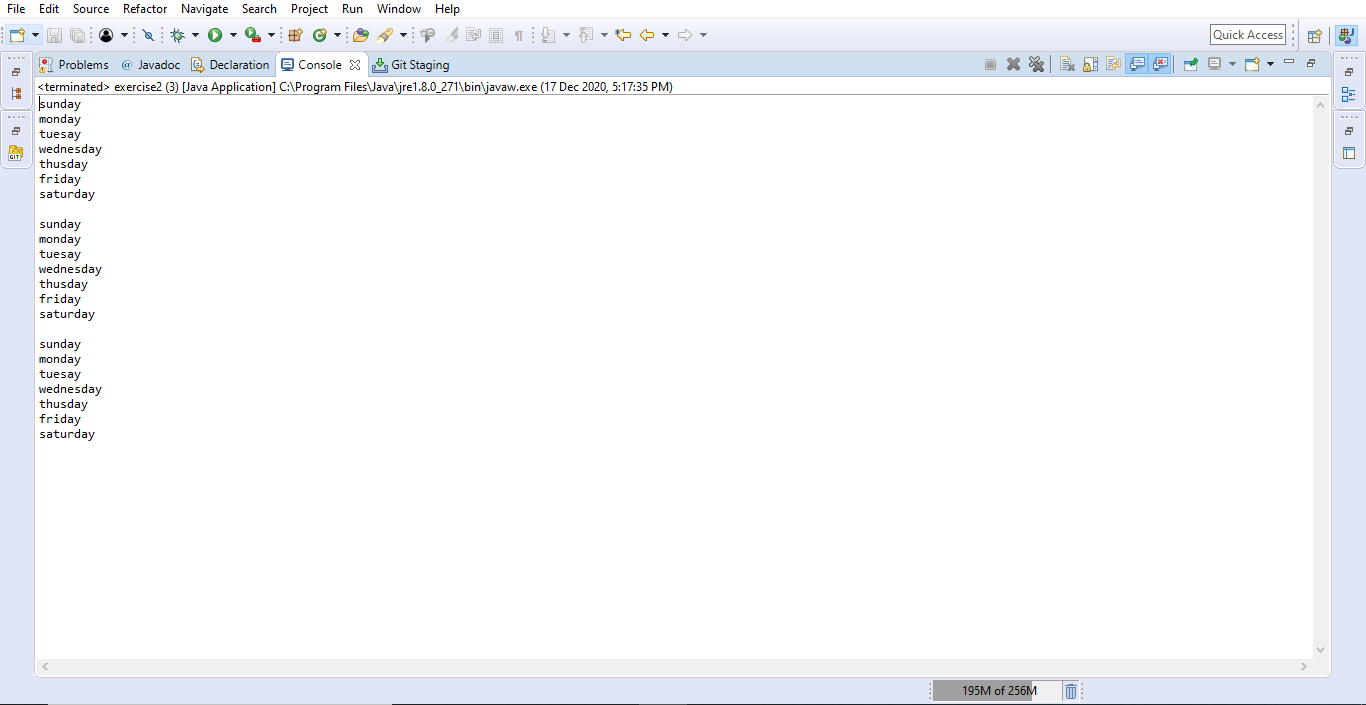 File Edit Source Refactor Navigate Search Project Run Window Help
Quick Access
Problems @ Javadoc Declaration Console Git Staging
<terminated> exercise2 (3) [Java Application] C:\Program Files\Java\jre1.8.0_271\bin\javaw.exe (17 Dec 2020, 5:17:35 PM)
sunday
monday
tuesay
wednesday
thusday
friday
saturday

sunday
monday
tuesay
wednesday
thusday
friday
saturday

sunday
monday
tuesay
wednesday
thusday
friday
saturday
GIT
195M of 256M